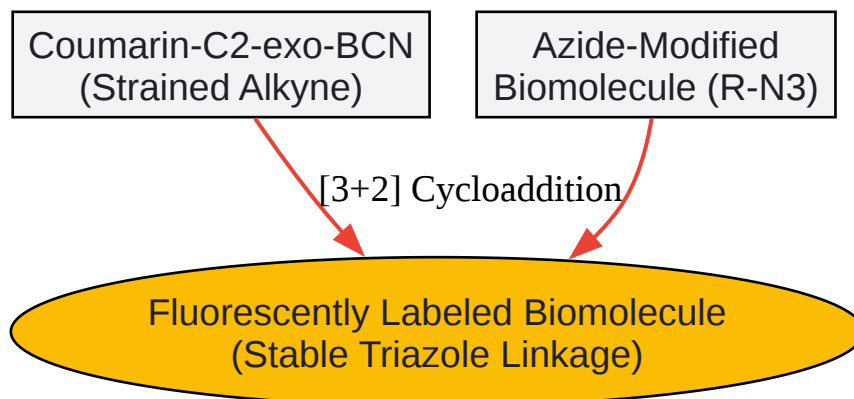 Coumarin-C2-exo-BCN
(Strained Alkyne)
Azide-Modified
Biomolecule (R-N3)
[3+2] Cycloaddition
Fluorescently Labeled Biomolecule
(Stable Triazole Linkage)